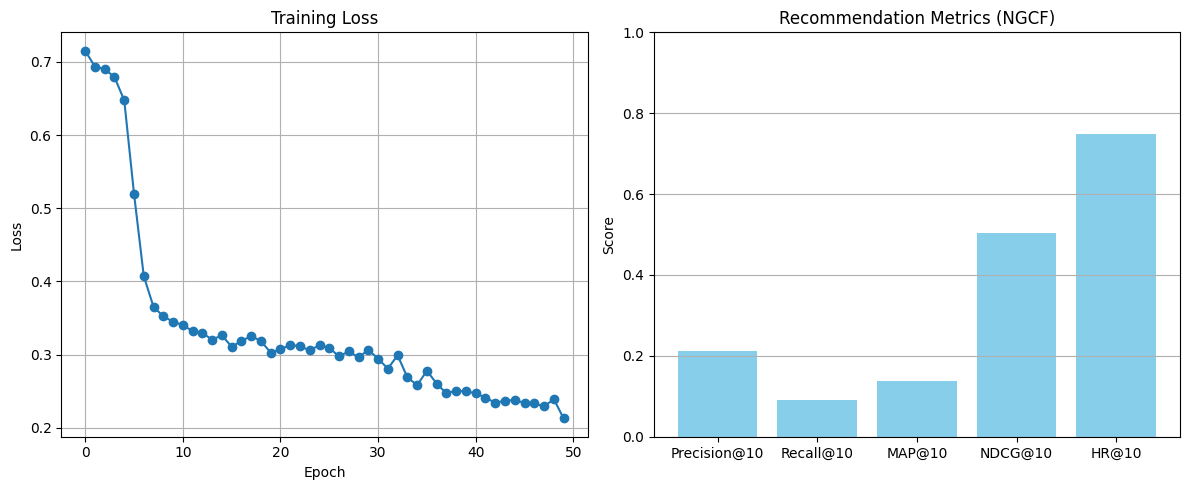 Training Loss
Loss
0.7
0.6
0.5
0.4
0.3
0.2
0 10 20 30 40 50
Epoch
Recommendation Metrics (NGCF)
Score
1.0
0.8
0.6
0.4
0.2
0.0
Precision@10 Recall@10 MAP@10 NDCG@10 HR@10